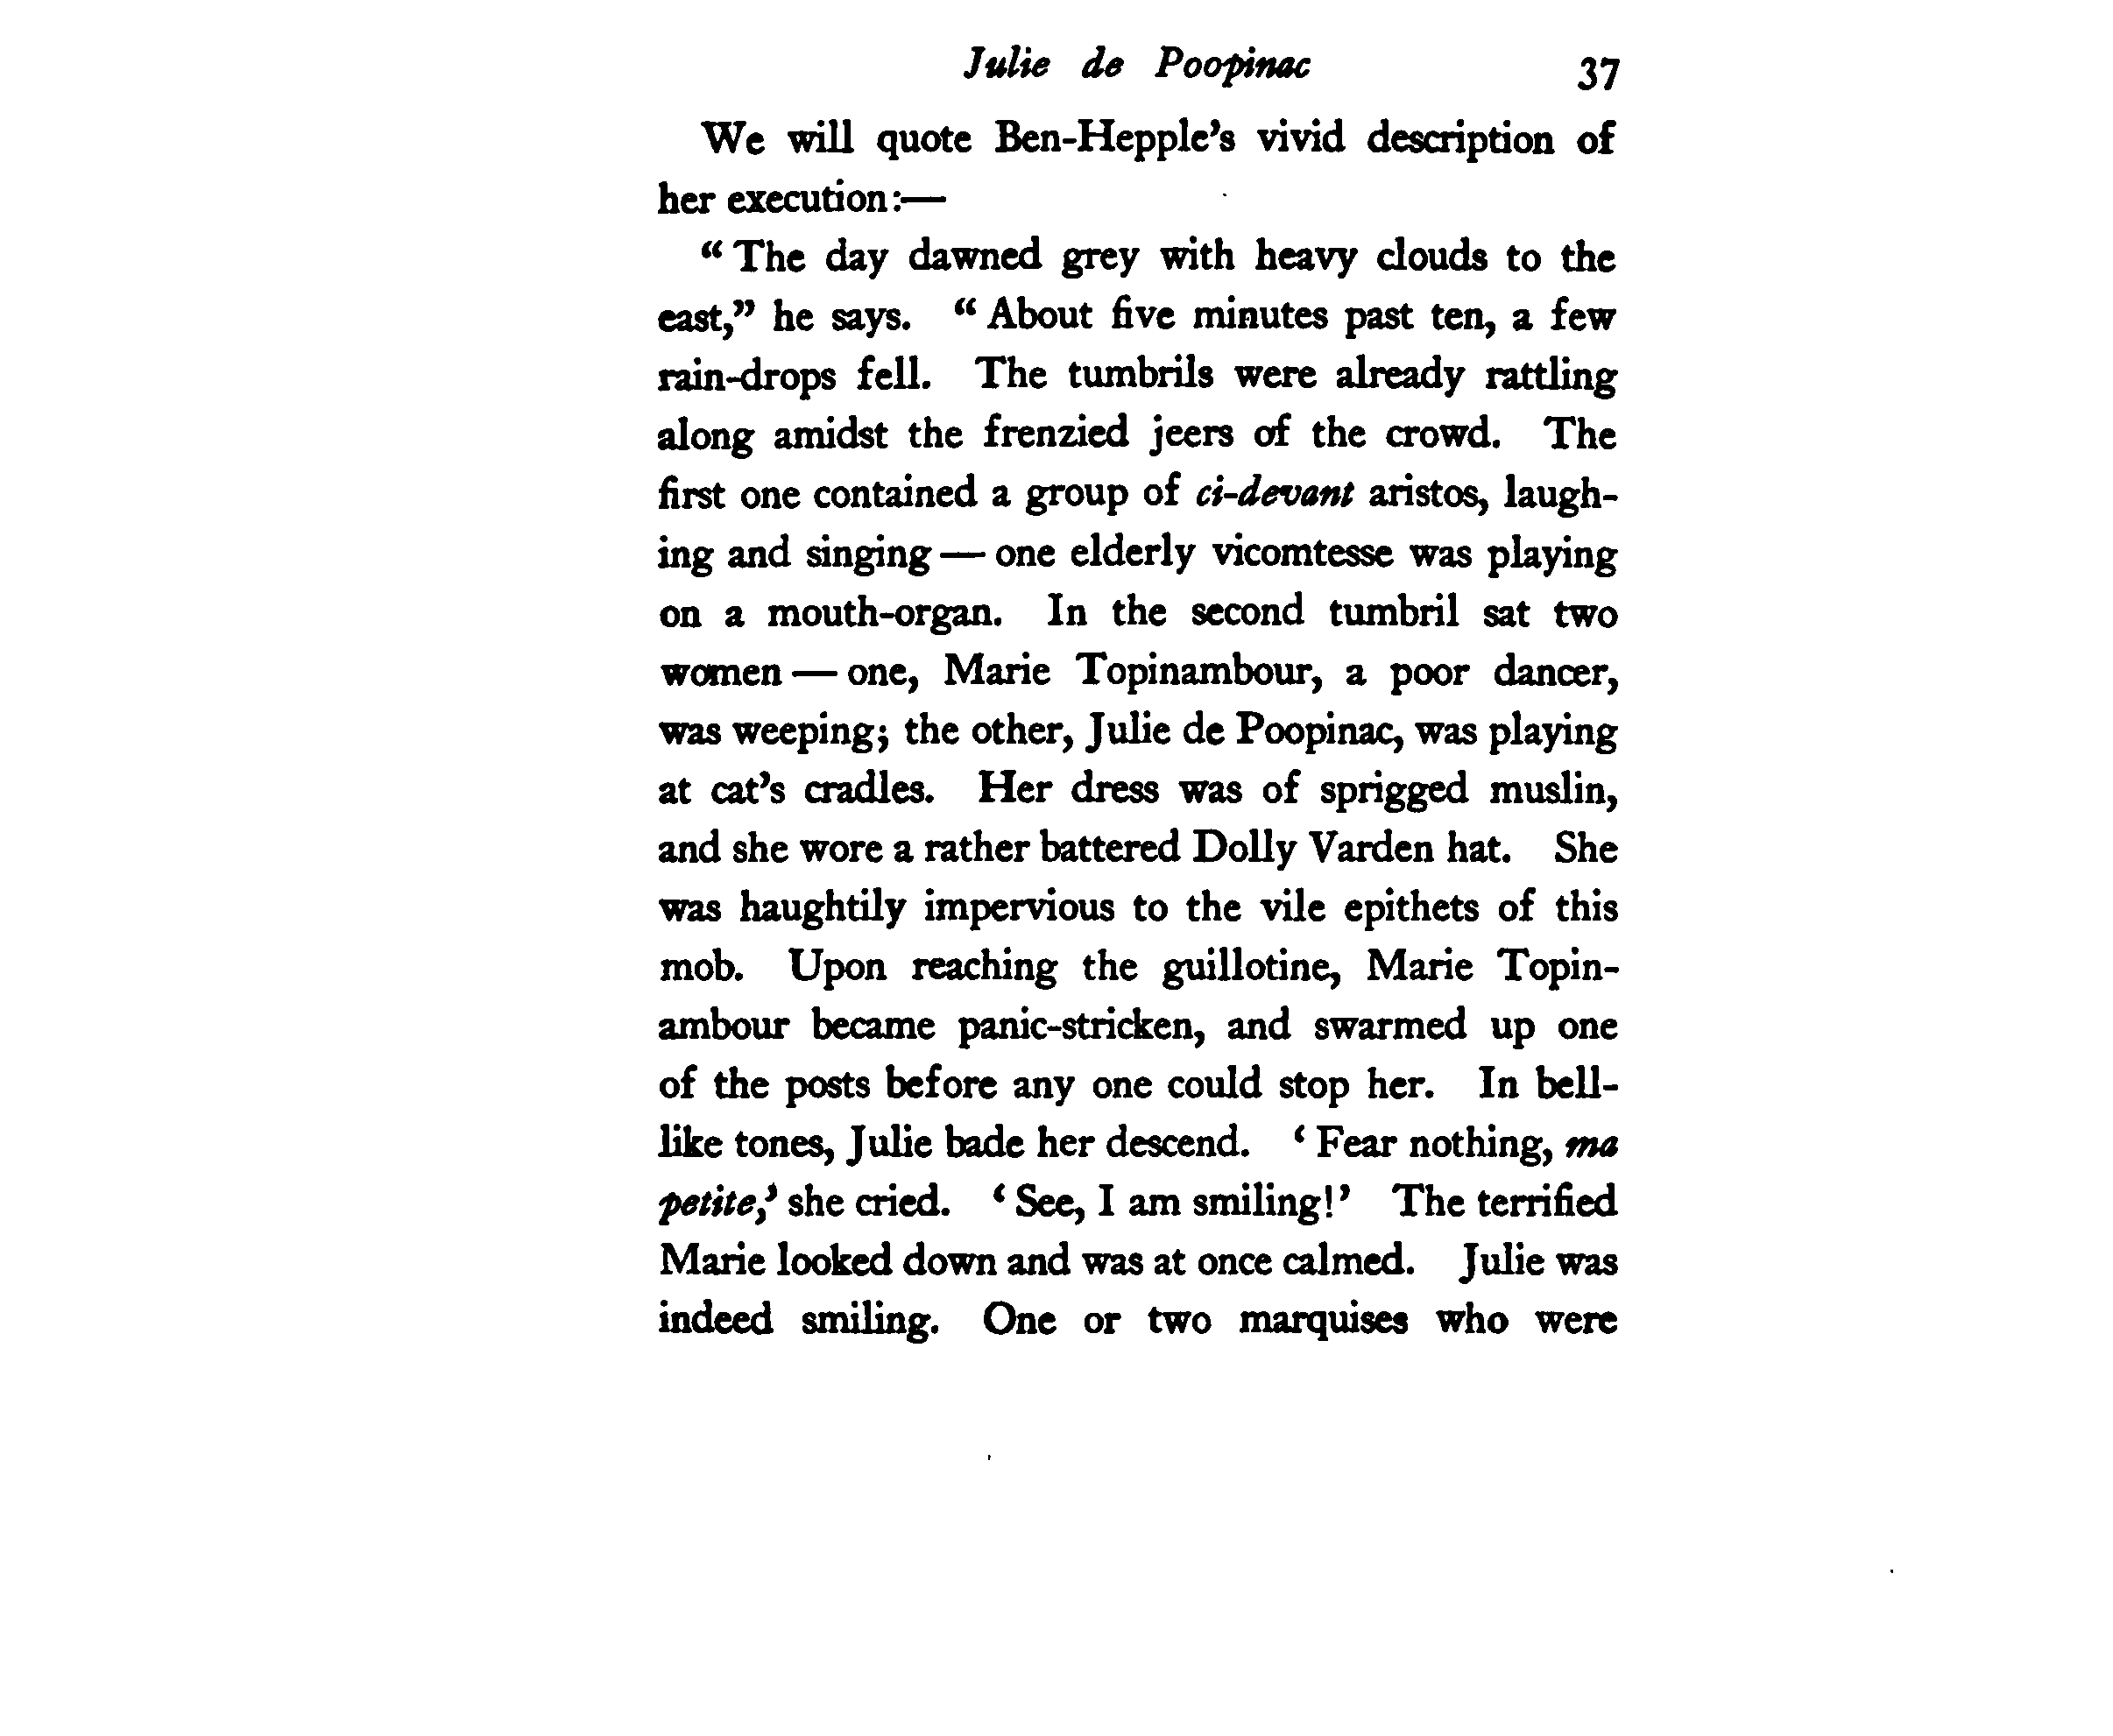 Julie de Poopinac 37
We will quote Ben-Hepple's vivid description of
her execution:—
“ The day dawned grey with heavy clouds to the
east,” he says. “ About five minutes past ten, a few
rain-drops fell. The tumbrils were already rattling
along amidst the frenzied jeers of the crowd. The
first one contained a group of ci-devant aristos, laugh-
ing and singing — one elderly vicomtesse was playing
on a mouth-organ. In the second tumbril sat two
women — one, Marie Topinambour, a poor dancer,
was weeping; the other, Julie de Poopinac, was playing
at cat's cradles. Her dress was of sprigged muslin,
and she wore a rather battered Dolly Varden hat. She
was haughtily impervious to the vile epithets of this
mob. Upon reaching the guillotine, Marie Topin-
ambour became panic-stricken, and swarmed up one
of the posts before any one could stop her. In bell-
like tones, Julie bade her descend. ‘ Fear nothing, ma
petite,’ she cried. ‘ See, I am smiling!’ The terrified
Marie looked down and was at once calmed. Julie was
indeed smiling. One or two marquises who were